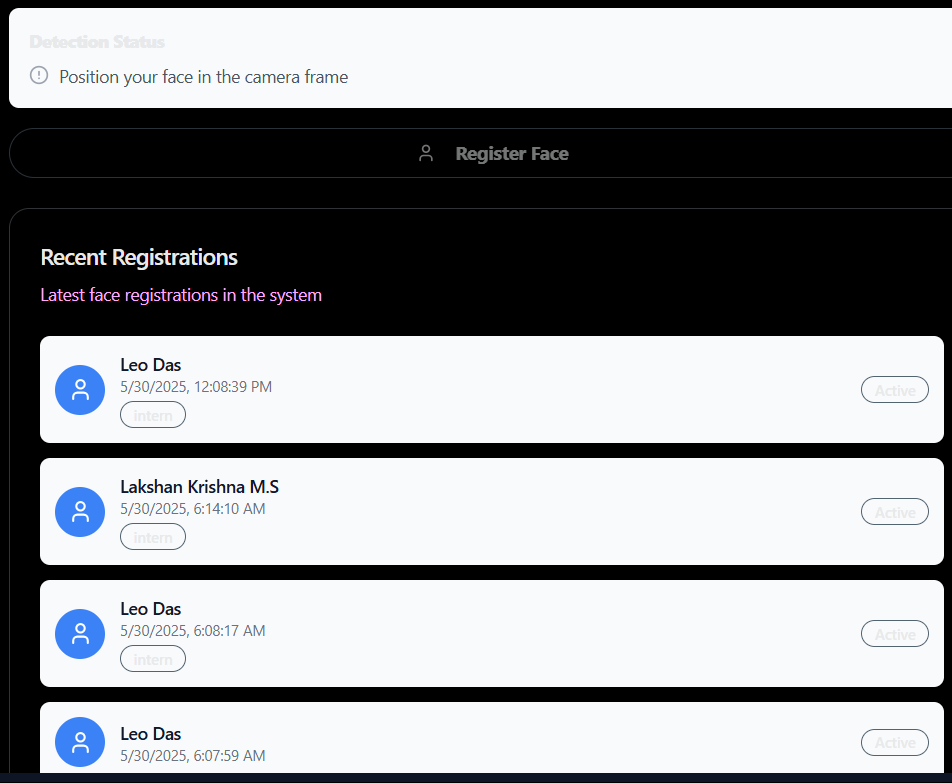 Detection Status
Position your face in the camera frame
Register Face
Recent Registrations
Latest face registrations in the system
Leo Das
5/30/2025, 12:08:39 PM
intern
Active
Lakshan Krishna M.S
5/30/2025, 6:14:10 AM
intern
Active
Leo Das
5/30/2025, 6:08:17 AM
intern
Active
Leo Das
5/30/2025, 6:07:59 AM
Active